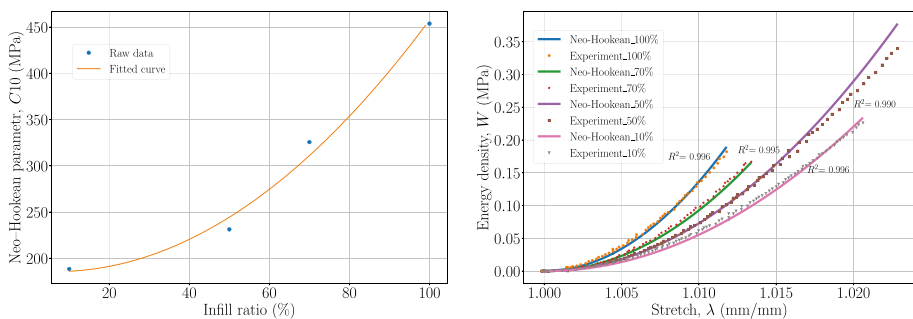 450
400
350
300
250
200
20
40
60
80
100
Neo–Hookean parametr, C10 (MPa)
Infill ratio (%)
Raw data
Fitted curve
0.35
0.30
0.25
0.20
0.15
0.10
0.05
0.00
1.000
1.005
1.010
1.015
1.020
Energy density, W (MPa)
Stretch, λ (mm/mm)
Neo-Hookean_100%
Experiment_100%
Neo-Hookean_70%
Experiment_70%
Neo-Hookean_50%
Experiment_50%
Neo-Hookean_10%
Experiment_10%
R²= 0.990
R²= 0.996
R²= 0.995
R²= 0.996